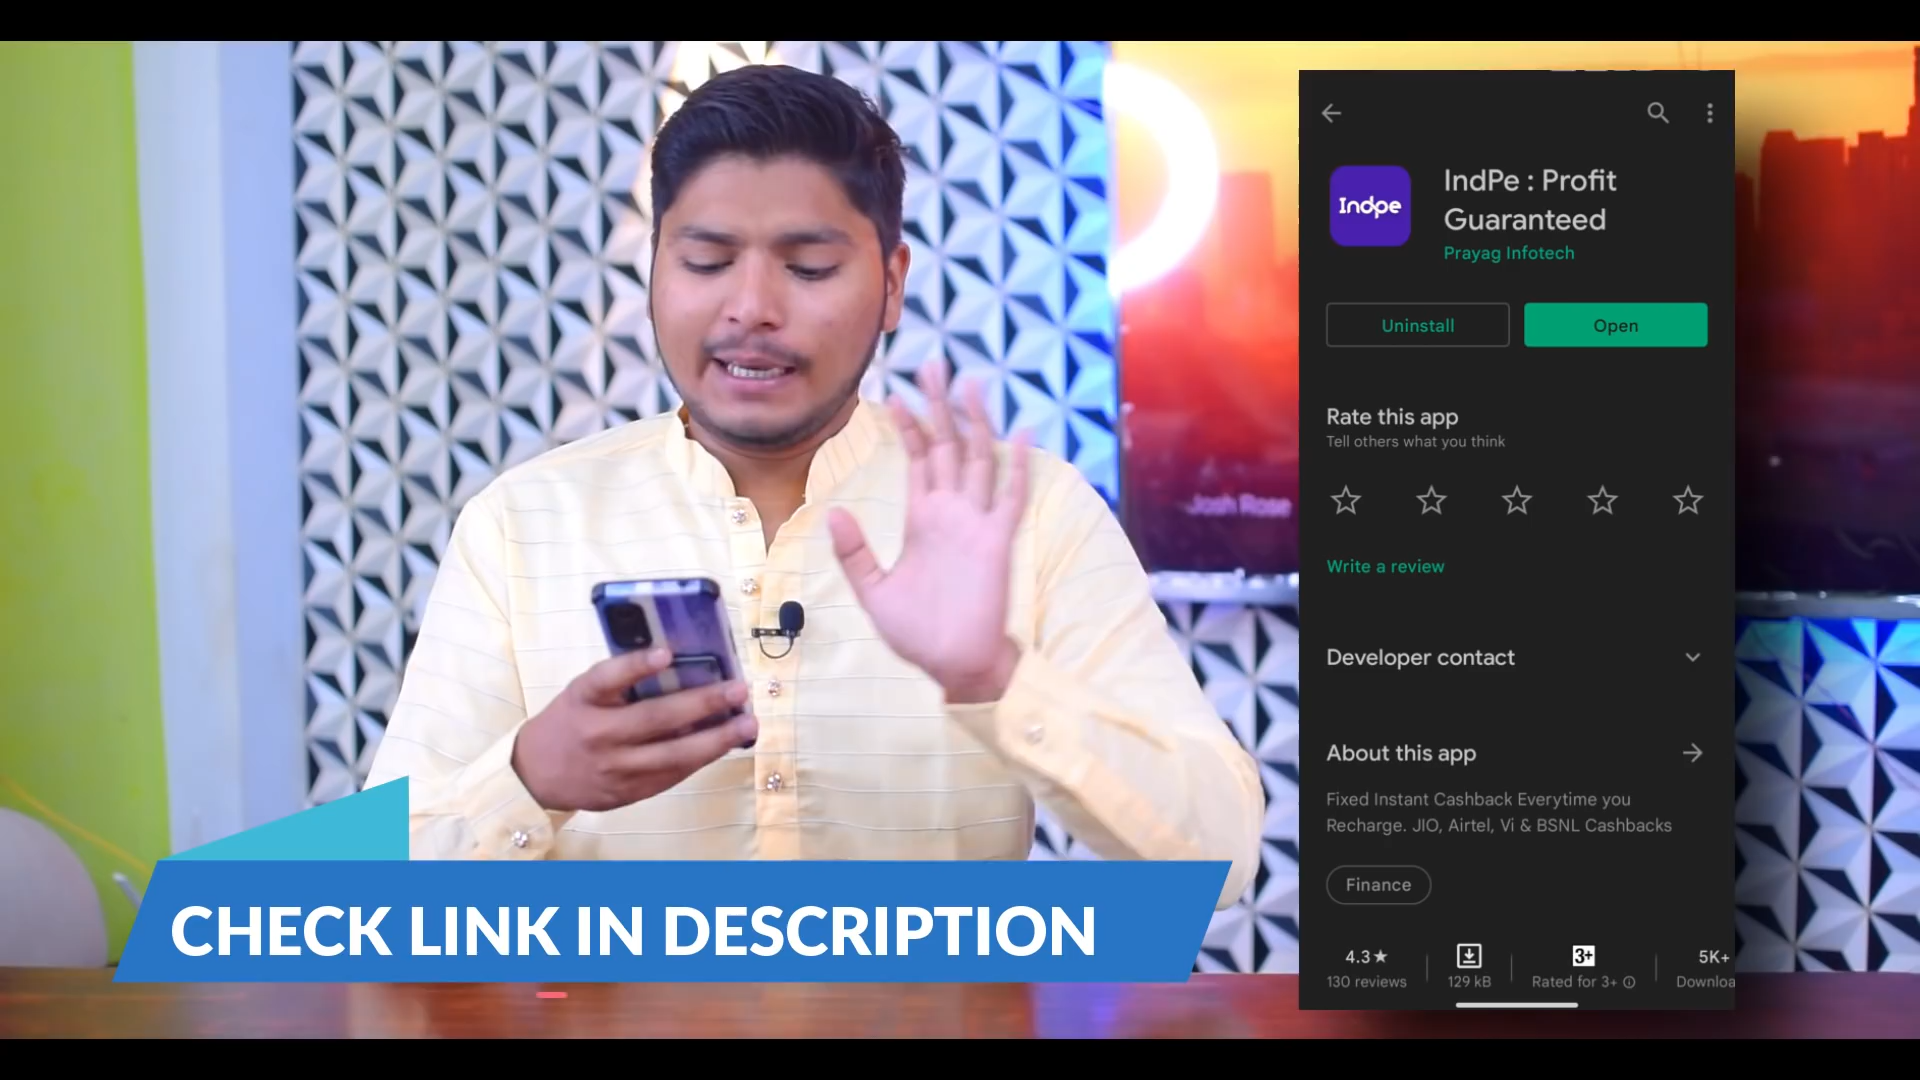 Indpe
IndPe : Profit
Guaranteed
Prayag Infotech
Uninstall
Open
Rate this app
Tell others what you think
Write a review
Developer contact
About this app
Fixed Instant Cashback Everytime you
Recharge. JIO, Airtel, Vi & BSNL Cashbacks
Finance
4.3★
130 reviews
129 kB
3+
Rated for 3+
5K+
Downloa
Josh Rose
CHECK LINK IN DESCRIPTION